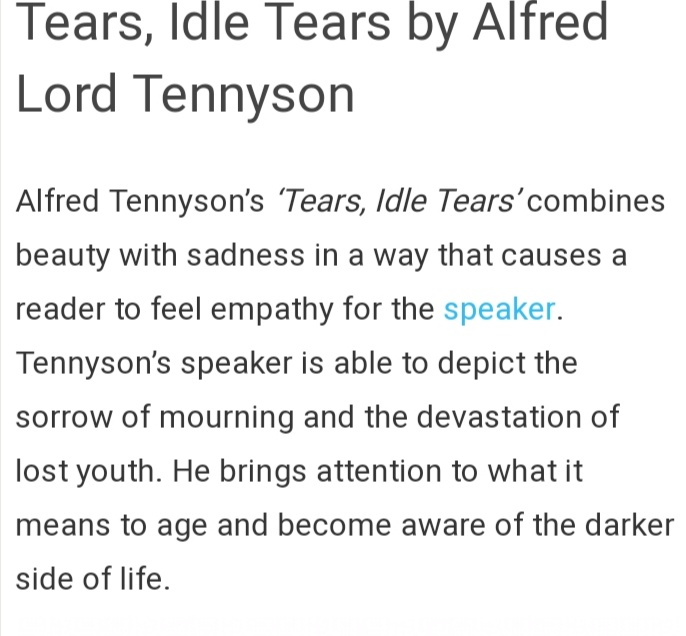 Tears, Idle Tears by Alfred
Lord Tennyson
Alfred Tennyson’s ‘Tears, Idle Tears’ combines
beauty with sadness in a way that causes a
reader to feel empathy for the speaker.
Tennyson’s speaker is able to depict the
sorrow of mourning and the devastation of
lost youth. He brings attention to what it
means to age and become aware of the darker
side of life.